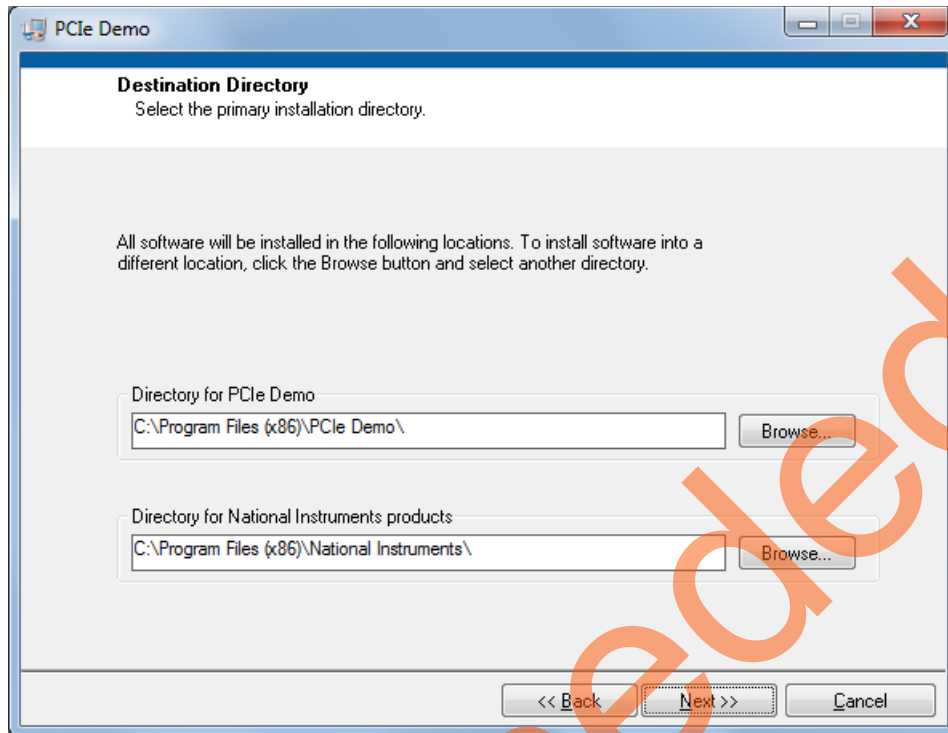 PCIe Demo
Destination Directory
Select the primary installation directory.
All software will be installed in the following locations. To install software into a
different location, click the Browse button and select another directory.
Directory for PCIe Demo
C:\Program Files (x86)\PCIe Demo\
Browse...
Directory for National Instruments products
C:\Program Files (x86)\National Instruments\
Browse...
<< Back
Next >>
Cancel